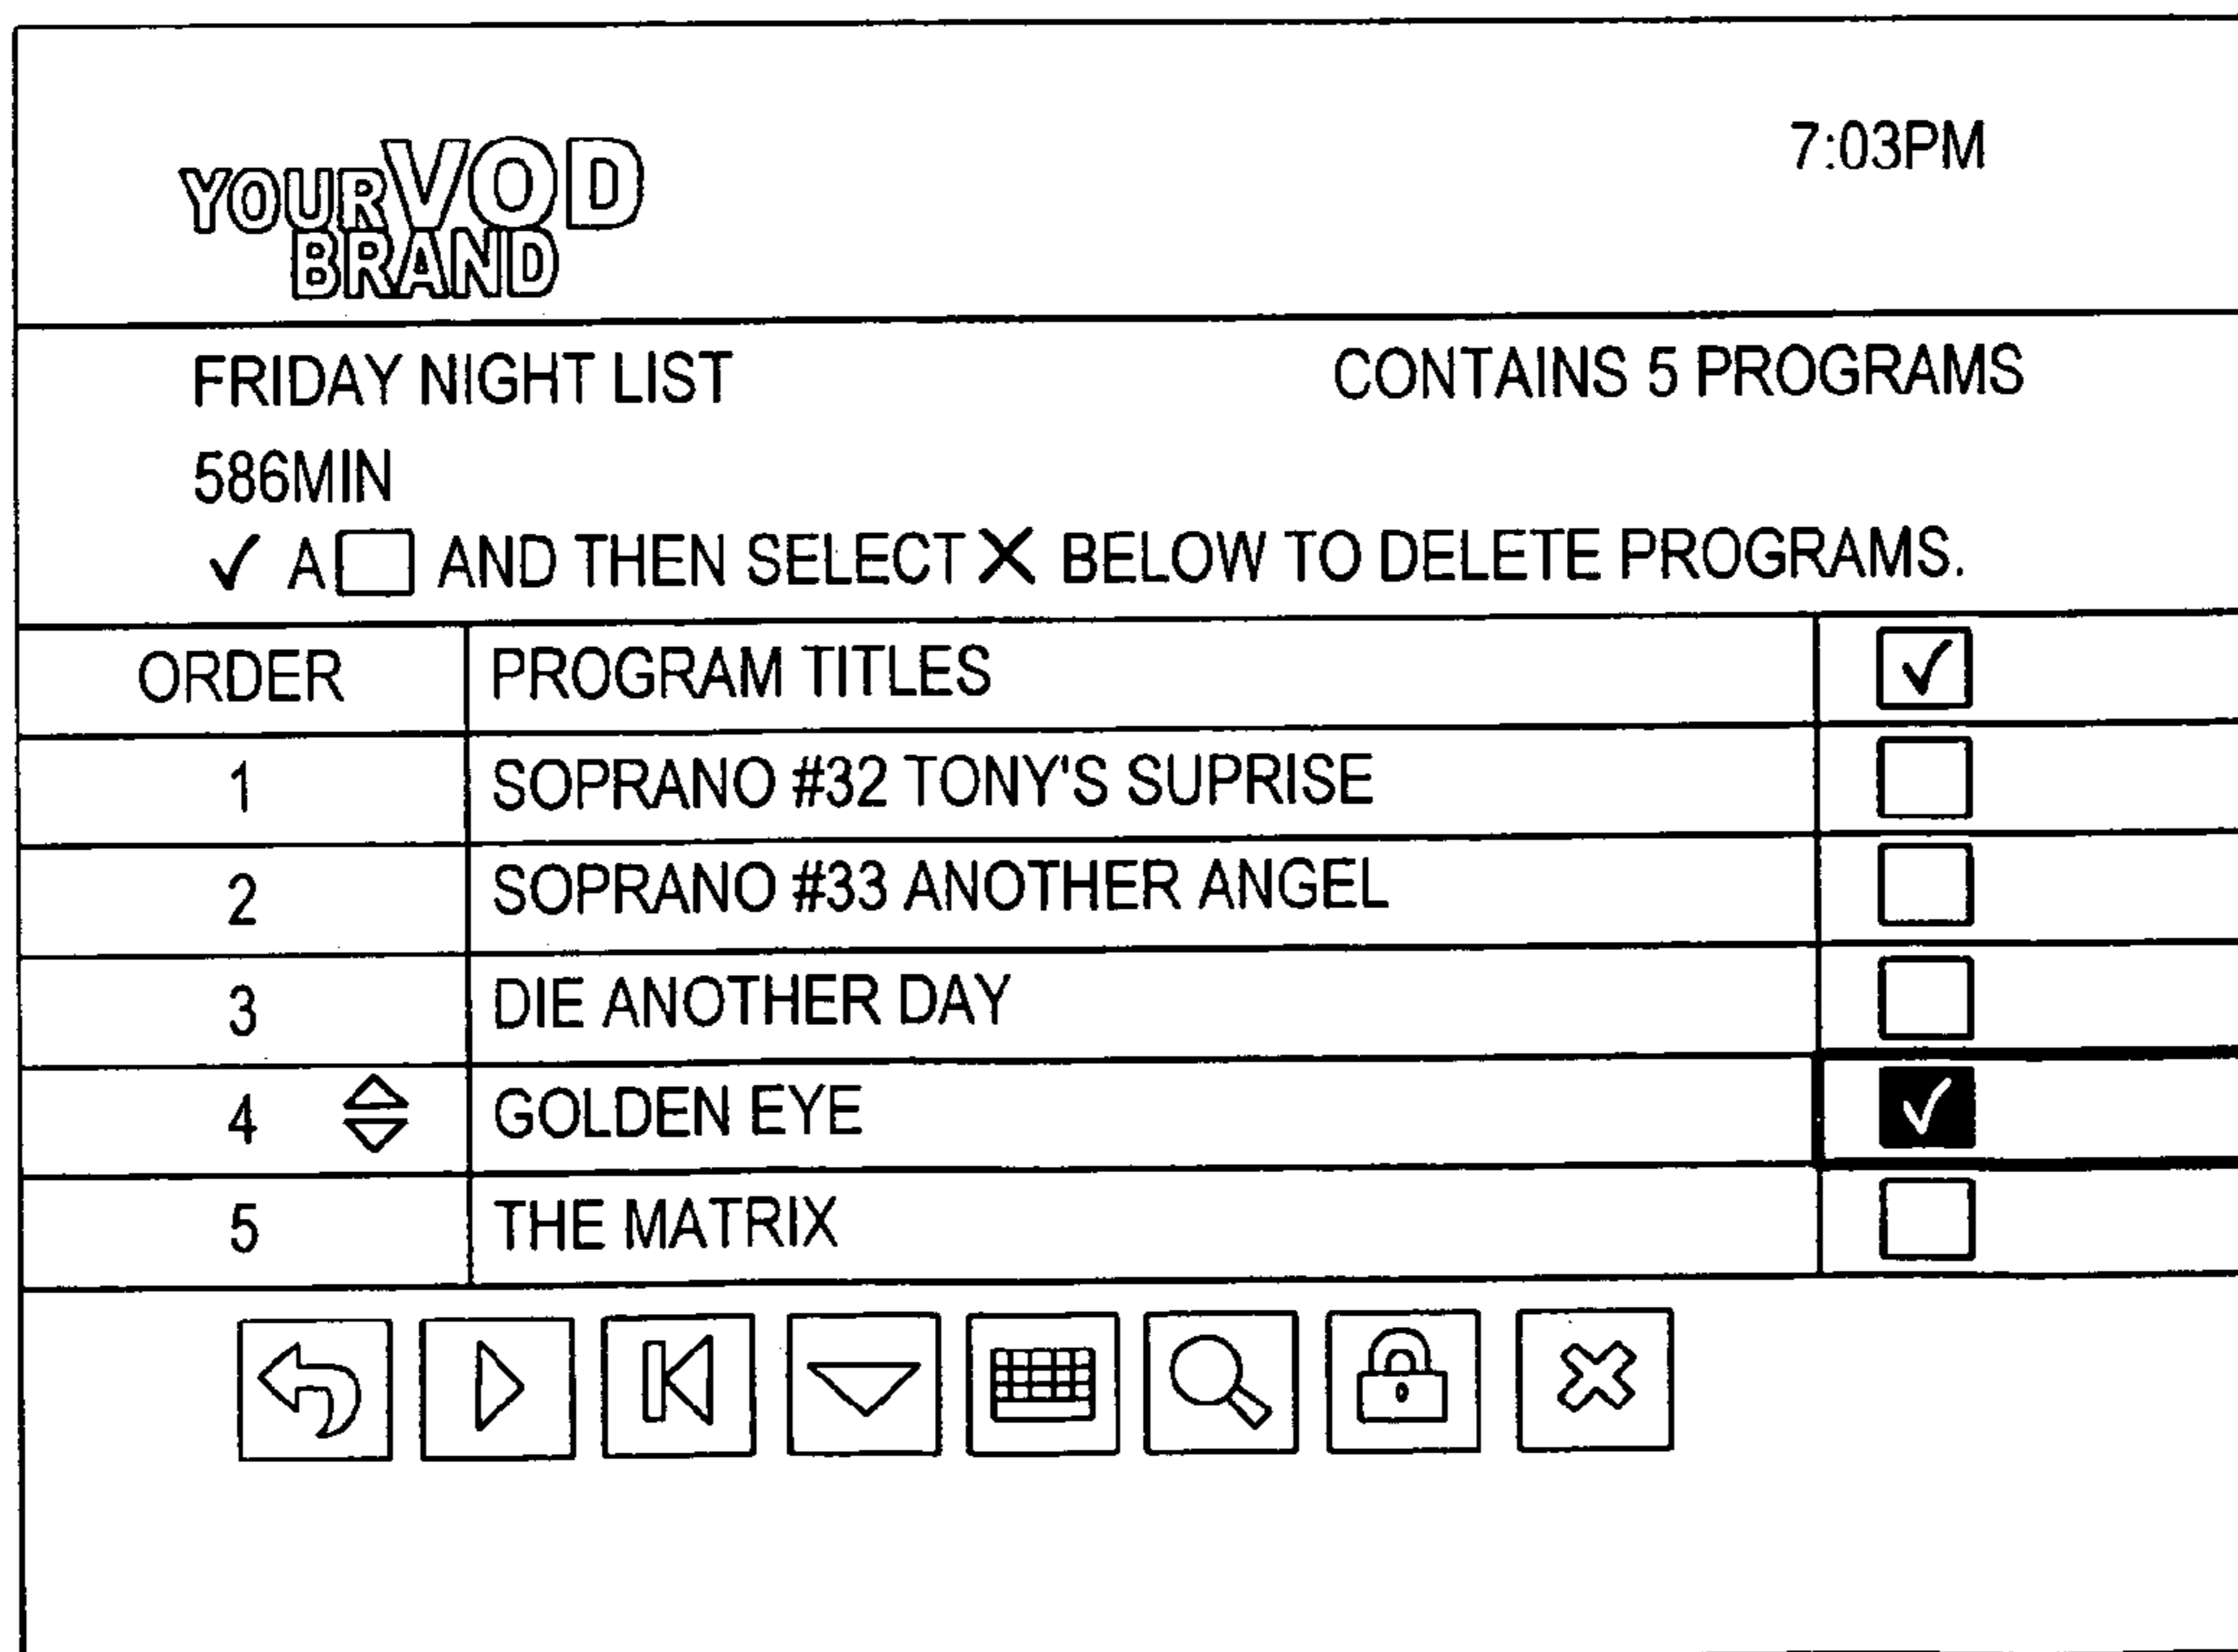 7:03PM
YOUR VOD
BRAND
FRIDAY NIGHT LIST CONTAINS 5 PROGRAMS
586MIN
✓ A □ AND THEN SELECT X BELOW TO DELETE PROGRAMS.
ORDER PROGRAM TITLES ✓
1 SOPRANO #32 TONY'S SUPRISE
2 SOPRANO #33 ANOTHER ANGEL
3 DIE ANOTHER DAY
4 GOLDEN EYE ✓
5 THE MATRIX